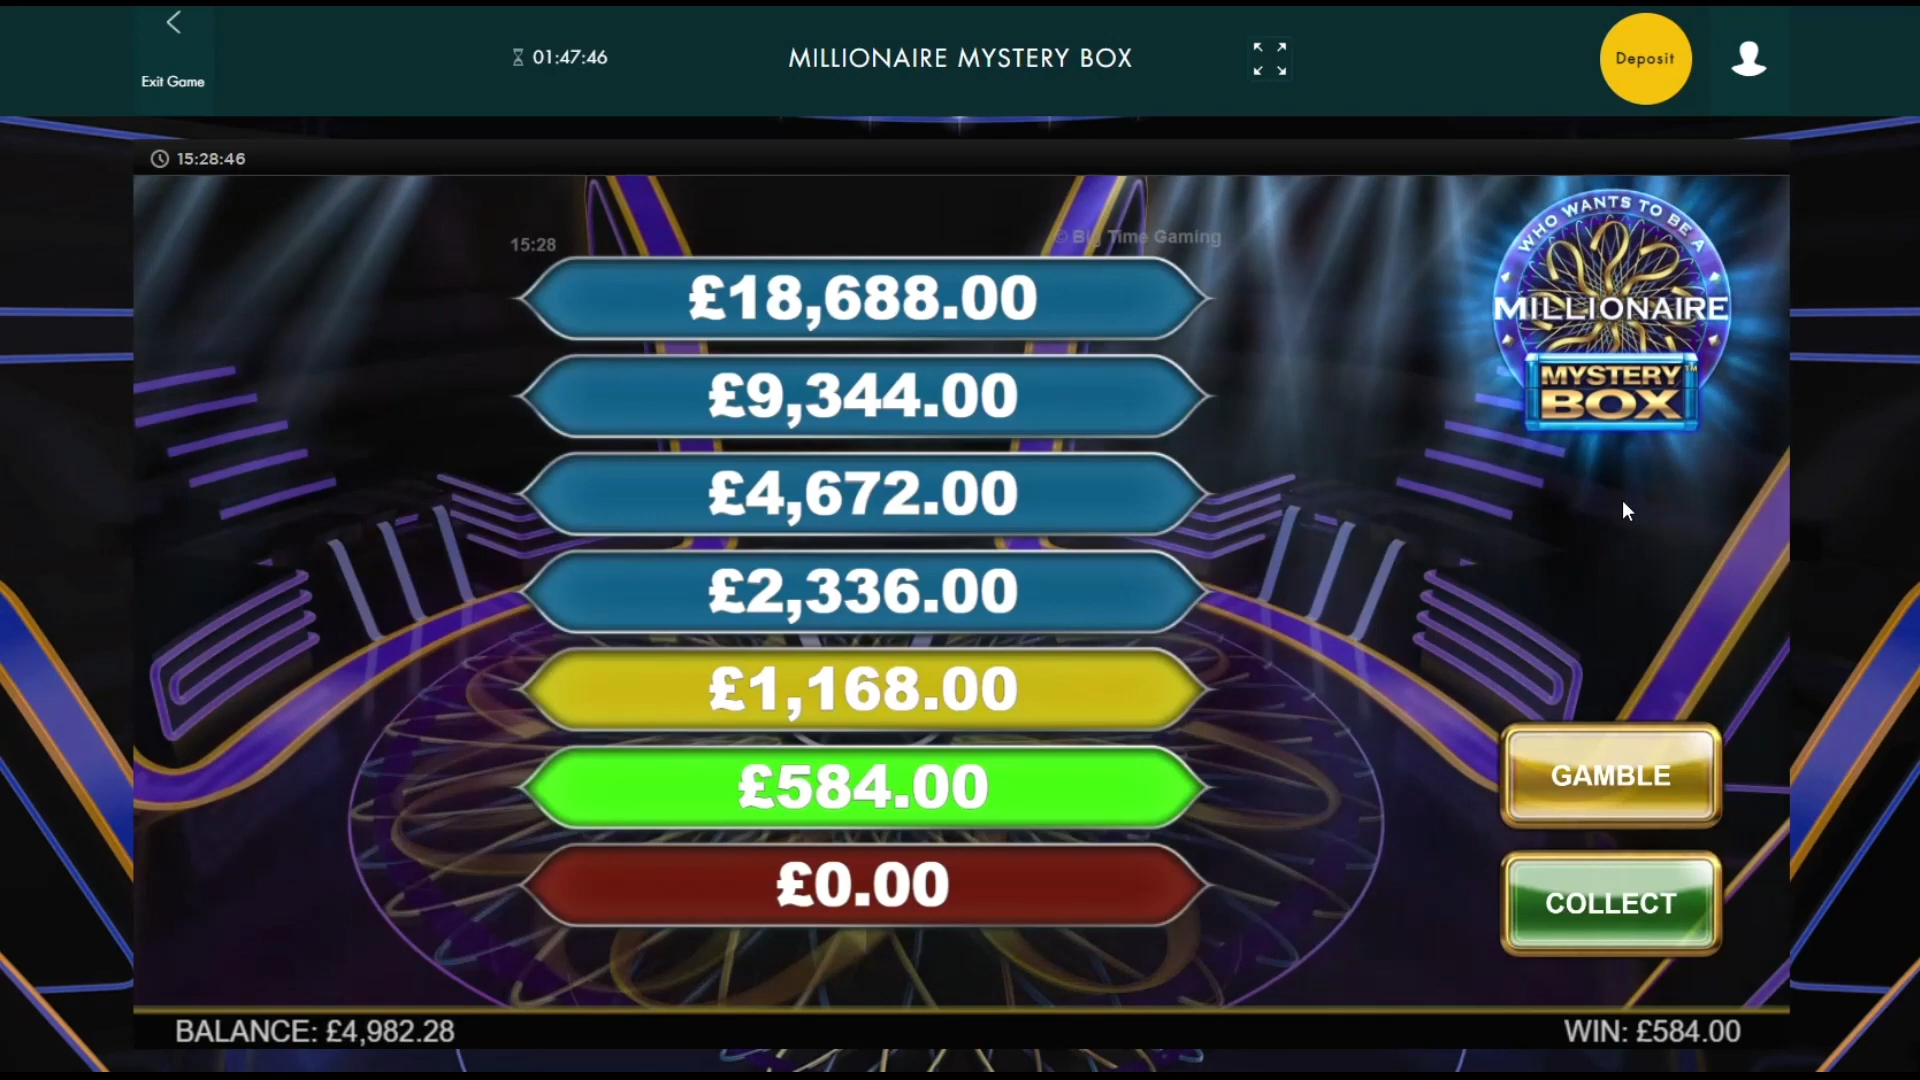 Exit Game
01:47:46
MILLIONAIRE MYSTERY BOX
Deposit
15:28:46
15:28
© Big Time Gaming
WHO WANTS TO BE A
MILLIONAIRE
MYSTERY™
BOX
£18,688.00
£9,344.00
£4,672.00
£2,336.00
£1,168.00
£584.00
£0.00
GAMBLE
COLLECT
BALANCE: £4,982.28
WIN: £584.00